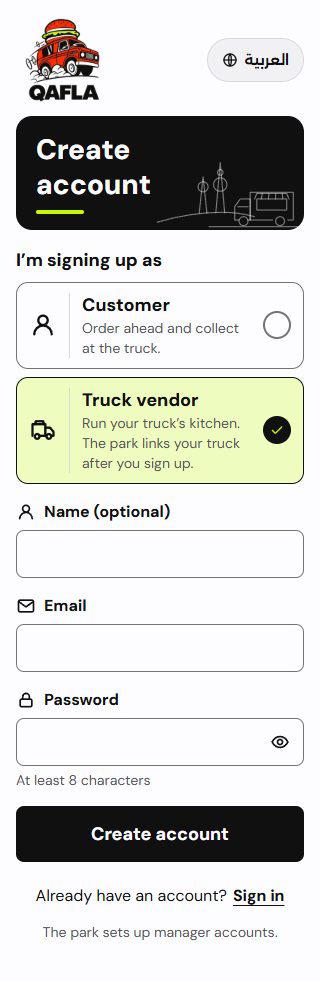 QAFLA
العربية
Create
account
I'm signing up as
Customer
Order ahead and collect
at the truck.
Truck vendor
Run your truck's kitchen.
The park links your truck
after you sign up.
Name (optional)
Email
Password
At least 8 characters
Create account
Already have an account? Sign in
The park sets up manager accounts.